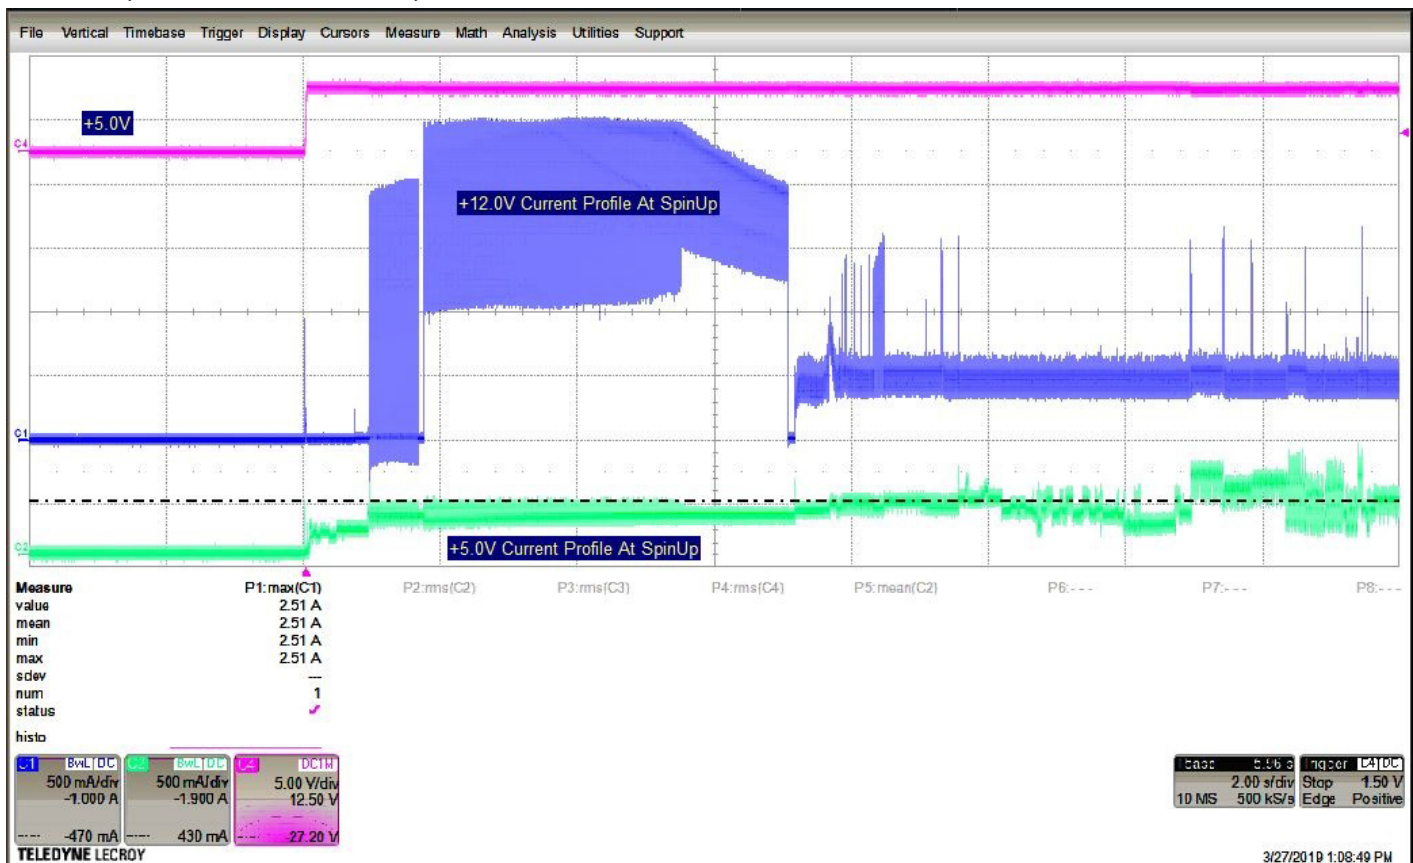 File Vertical Timebase Trigger Display Cursors Measure Math Analysis Utilities Support
+5.0V
C4
+12.0V Current Profile At SpinUp
C1
+5.0V Current Profile At SpinUp
C2
Measure P1:max(C1) P2:rms(C2) P3:rms(C3) P4:rms(C4) P5:mean(C2) P6:--- P7:--- P8:---
value 2.51 A
mean 2.51 A
min 2.51 A
max 2.51 A
sdev ---
num 1
status
histo
C1 BwL DC C2 BwL DC C4 DC1M Tbase 5.96 s Trigger C4 DC
500 mA/div 500 mA/div 5.00 V/div 2.00 s/div Stop 1.50 V
-1.000 A -1.900 A 12.50 V 10 MS 500 kS/s Edge Positive
-470 mA 430 mA -27.20 V
TELEDYNE LECROY 3/27/2019 1:08:49 PM